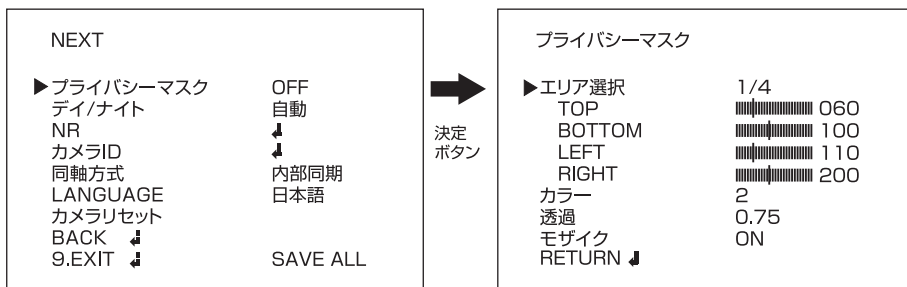 NEXT
▶プライバシーマスク OFF
デイ/ナイト 自動
NR ↲
カメラID ↲
同軸方式 内部同期
LANGUAGE 日本語
カメラリセット
BACK ↲
9.EXIT ↲ SAVE ALL
決定
ボタン
プライバシーマスク
▶エリア選択 1/4
TOP 060
BOTTOM 100
LEFT 110
RIGHT 200
カラー 2
透過 0.75
モザイク ON
RETURN ↲